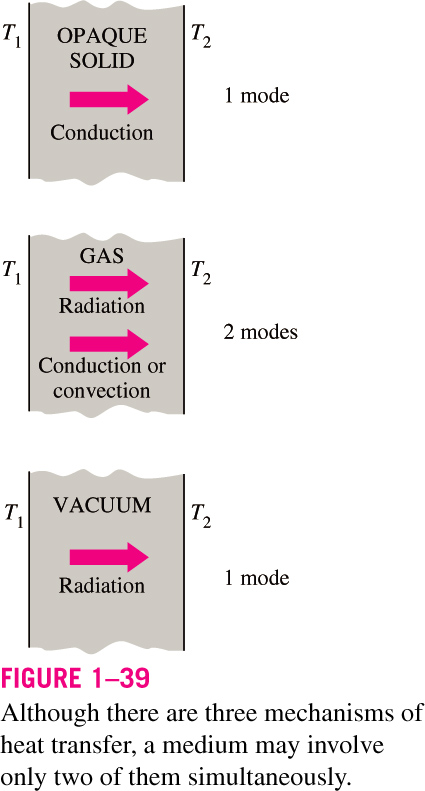 T1 OPAQUE T2
SOLID
1 mode
Conduction
GAS
T1 T2
Radiation
2 modes
Conduction or
convection
VACUUM
T1 T2
Radiation 1 mode
FIGURE 1–39
Although there are three mechanisms of
heat transfer, a medium may involve
only two of them simultaneously.